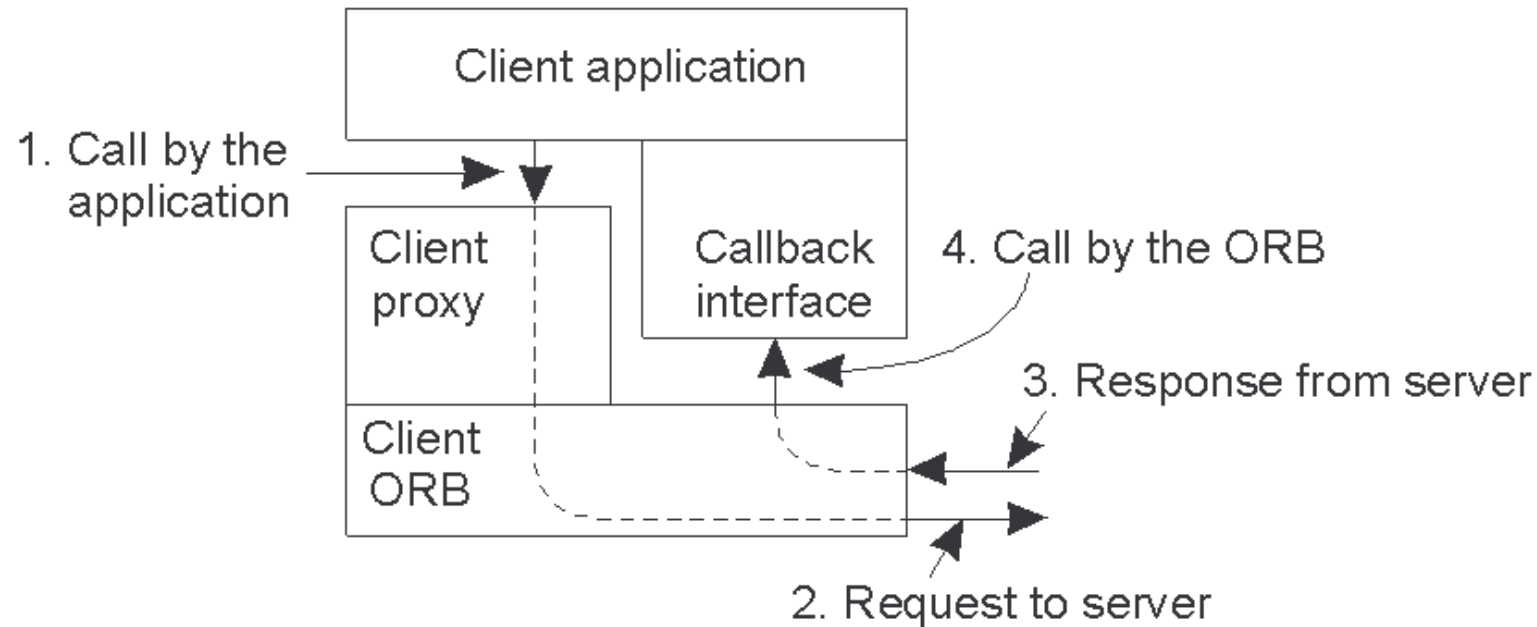 Client application
1. Call by the
application
Client
proxy
Callback
interface
4. Call by the ORB
3. Response from server
Client
ORB
2. Request to server